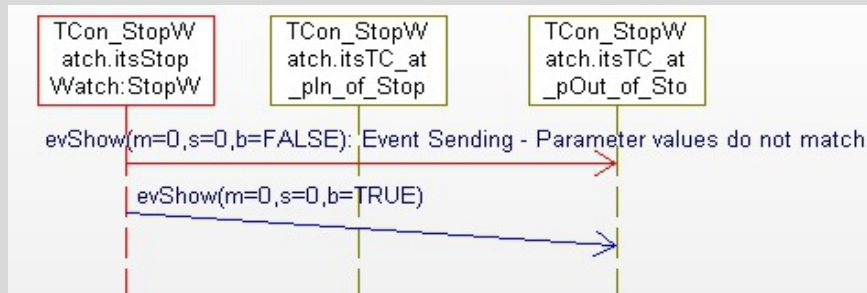 TCon_StopW
atch.itsStop
Watch:StopW
TCon_StopW
atch.itsTC_at
_pIn_of_Stop
TCon_StopW
atch.itsTC_at
_pOut_of_Sto
evShow(m=0,s=0,b=FALSE): Event Sending - Parameter values do not match
evShow(m=0,s=0,b=TRUE)